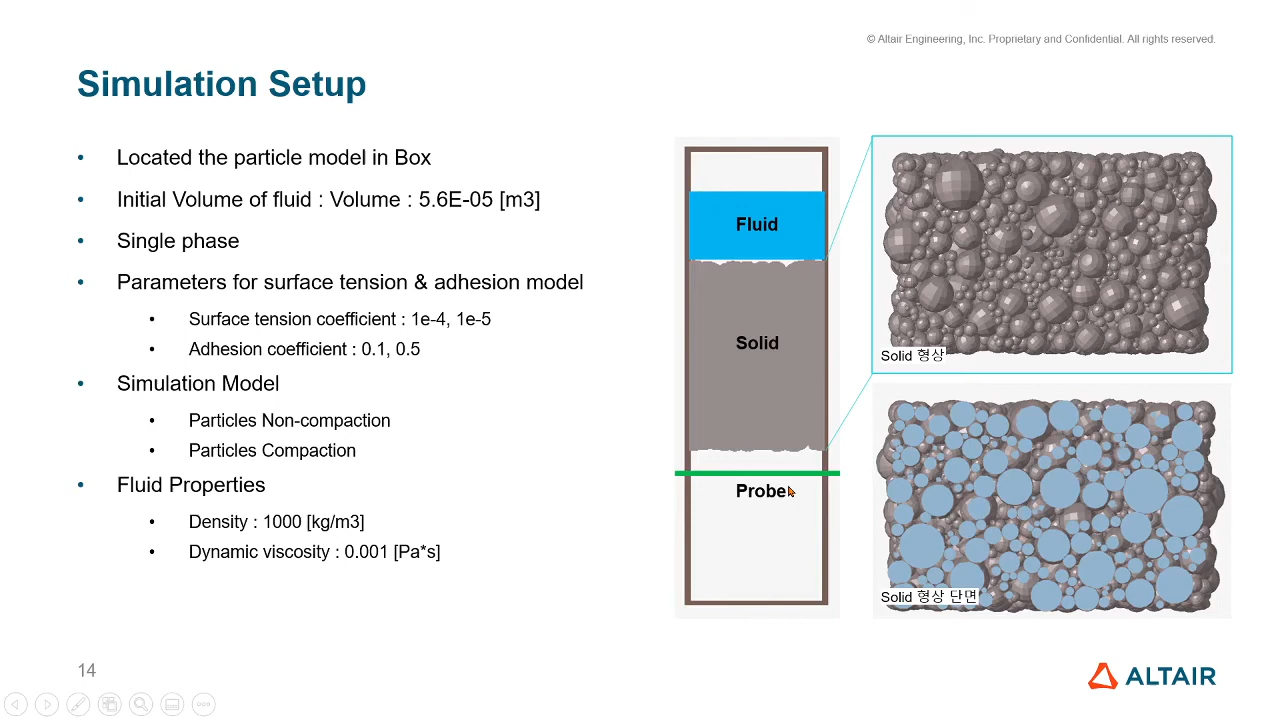 © Altair Engineering, Inc. Proprietary and Confidential. All rights reserved.
Simulation Setup
• Located the particle model in Box
• Initial Volume of fluid : Volume : 5.6E-05 [m3]
• Single phase
• Parameters for surface tension & adhesion model
• Surface tension coefficient : 1e-4, 1e-5
• Adhesion coefficient : 0.1, 0.5
• Simulation Model
• Particles Non-compaction
• Particles Compaction
• Fluid Properties
• Density : 1000 [kg/m3]
• Dynamic viscosity : 0.001 [Pa*s]
Fluid
Solid
Probe
Solid 형상
Solid 형상 단면
14
ALTAIR